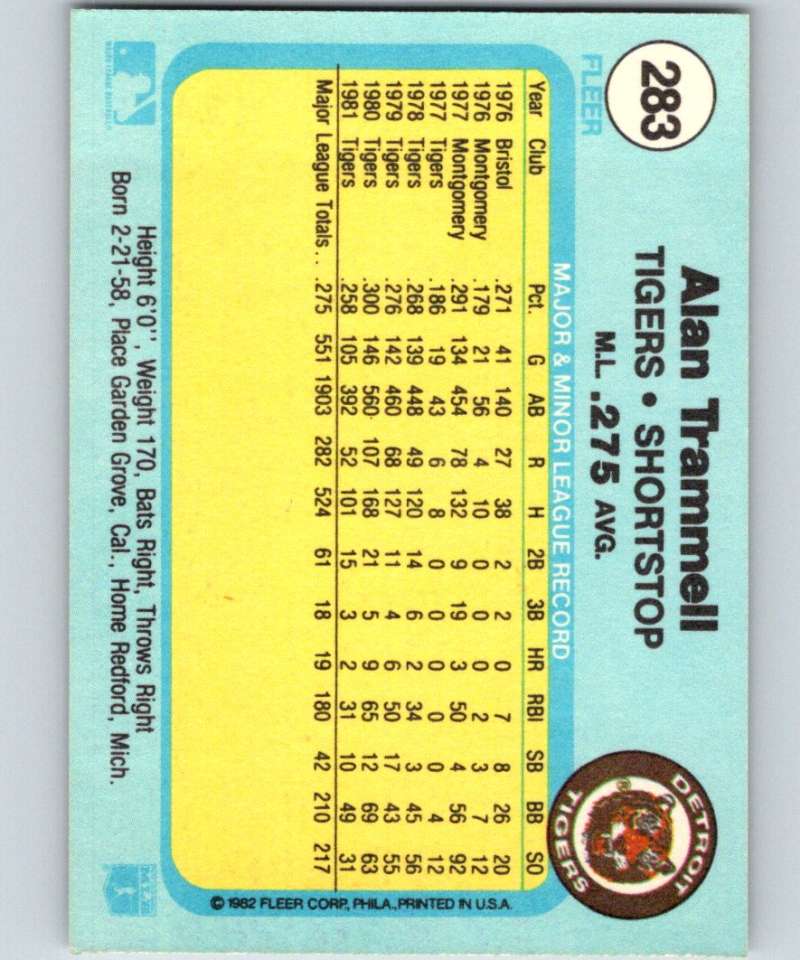 283
FLEER
Alan Trammell
TIGERS • SHORTSTOP
M.L. .275 AVG.
DETROIT TIGERS
MAJOR & MINOR LEAGUE RECORD
Year Club Pct. G AB R H 2B 3B HR RBI SB BB SO
1976 Bristol .271 41 140 27 38 2 2 0 7 8 26 20
1976 Montgomery .179 21 56 4 10 0 0 0 2 3 7 12
1977 Montgomery .291 134 454 78 132 9 19 3 50 4 56 92
1977 Tigers .186 19 43 6 8 0 0 0 0 0 4 12
1978 Tigers .268 139 448 49 120 14 6 2 34 3 45 56
1979 Tigers .276 142 460 68 127 11 4 6 50 17 43 55
1980 Tigers .300 146 560 107 168 21 5 9 65 12 69 63
1981 Tigers .258 105 392 52 101 15 3 2 31 10 49 31
Major League Totals . . .275 551 1903 282 524 61 18 19 180 42 210 217
© 1982 FLEER CORP., PHILA., PRINTED IN U.S.A.
Height 6'0", Weight 170, Bats Right, Throws Right
Born 2-21-58, Place Garden Grove, Cal., Home Redford, Mich.